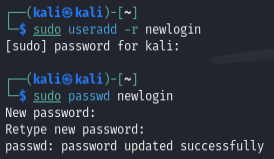 ┌──(kali㉿kali)-[~]
└─$ sudo useradd -r newlogin
[sudo] password for kali:
┌──(kali㉿kali)-[~]
└─$ sudo passwd newlogin
New password:
Retype new password:
passwd: password updated successfully